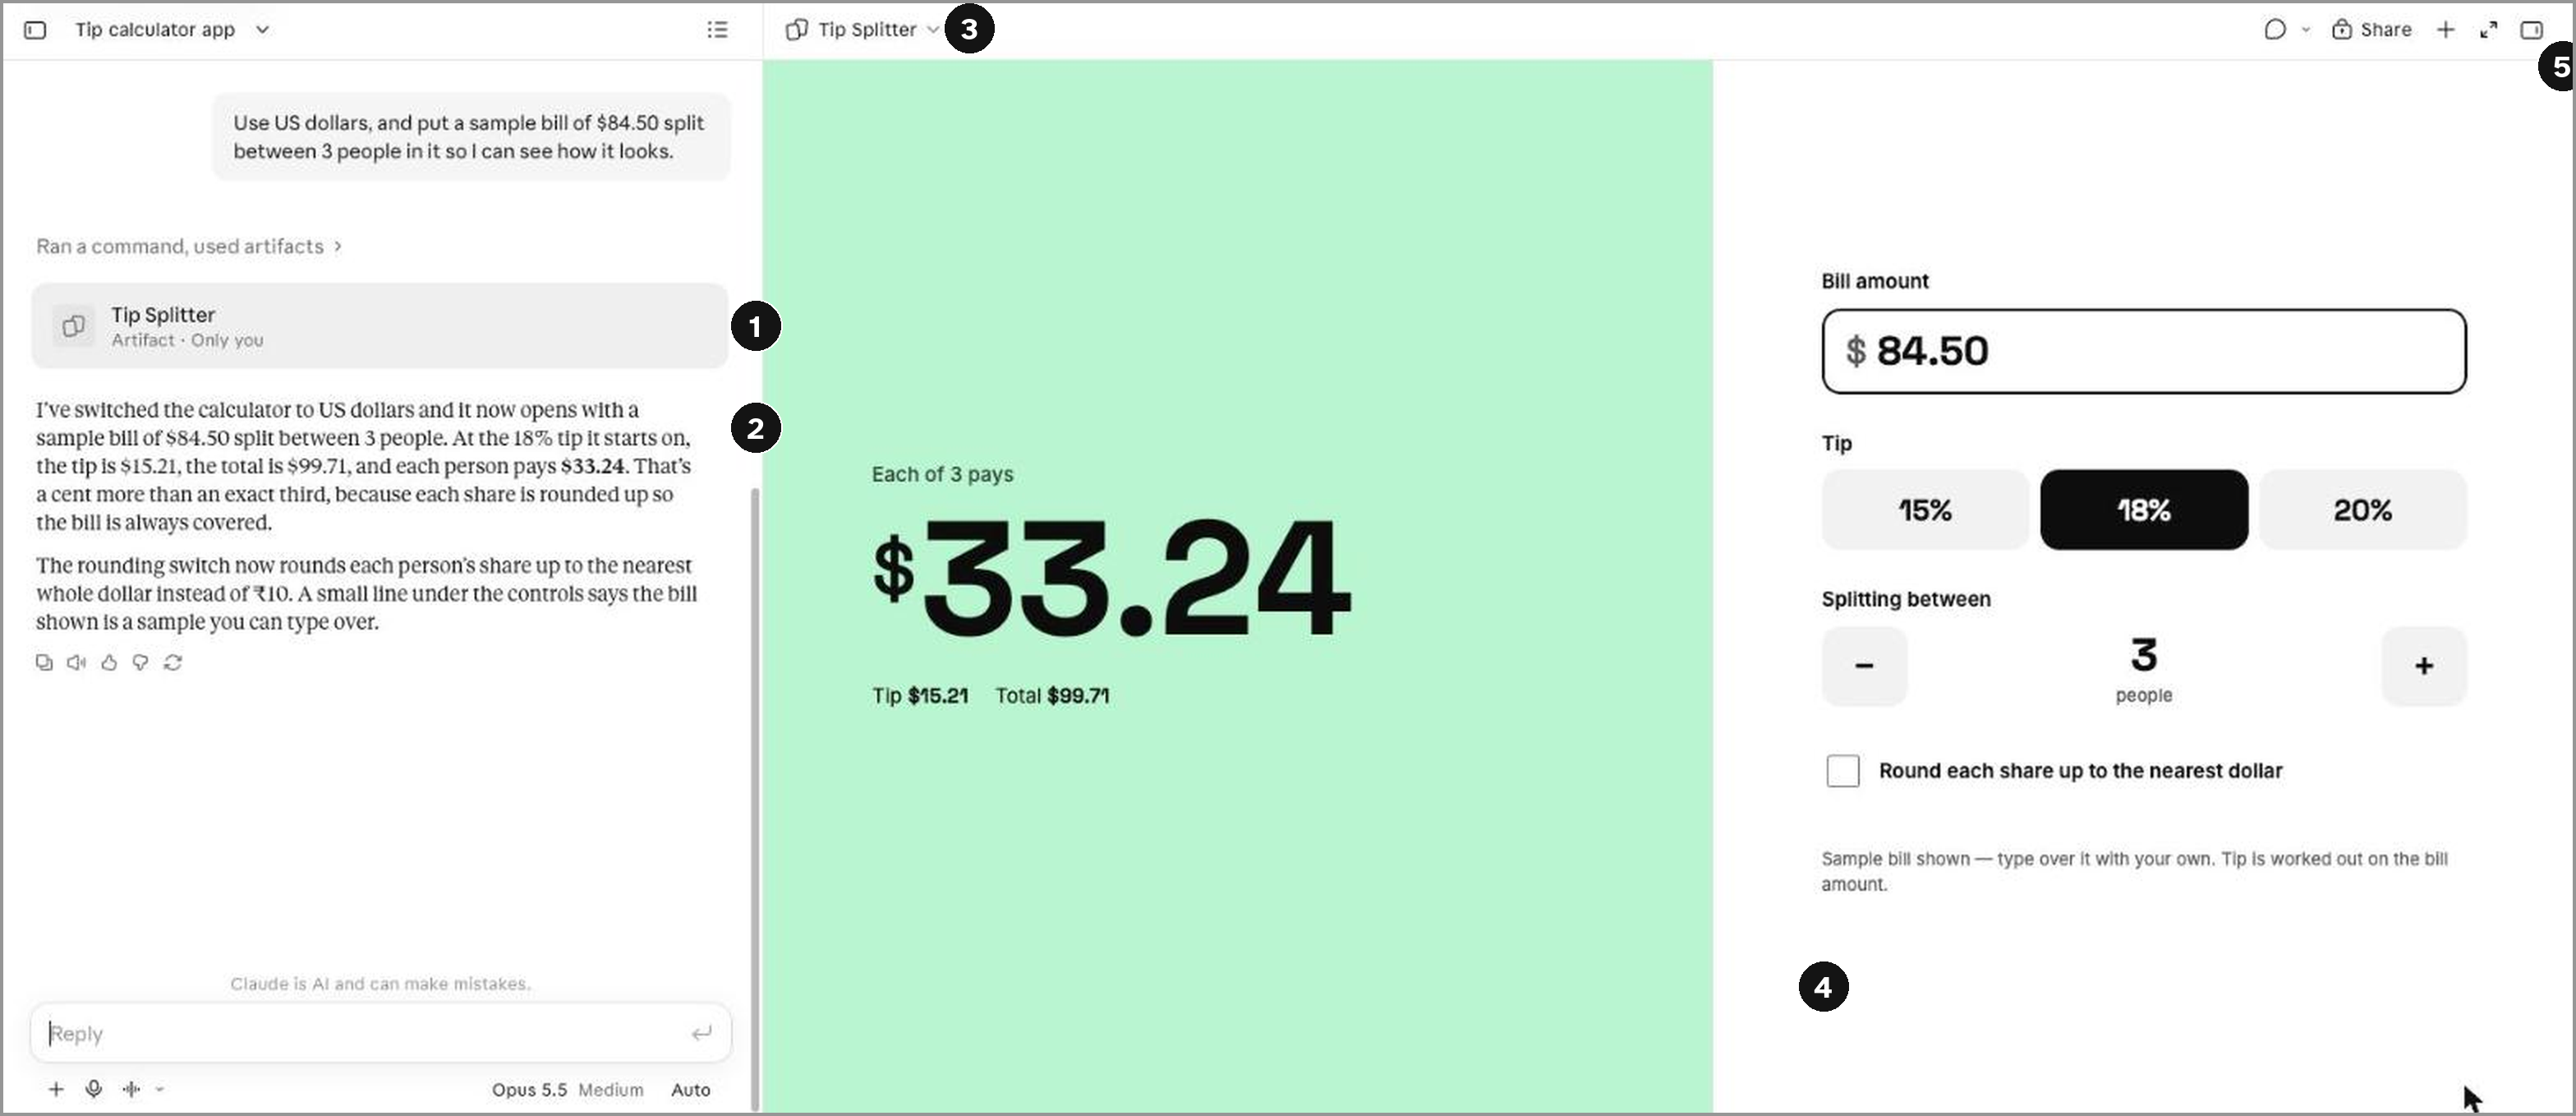 Tip calculator app
Tip Splitter
3
Share
5
Use US dollars, and put a sample bill of $84.50 split
between 3 people in it so I can see how it looks.
Ran a command, used artifacts
Tip Splitter
Artifact · Only you
1
I've switched the calculator to US dollars and it now opens with a
sample bill of $84.50 split between 3 people. At the 18% tip it starts on,
the tip is $15.21, the total is $99.71, and each person pays $33.24. That's
a cent more than an exact third, because each share is rounded up so
the bill is always covered.
2
The rounding switch now rounds each person's share up to the nearest
whole dollar instead of ₹10. A small line under the controls says the bill
shown is a sample you can type over.
Claude is AI and can make mistakes.
Reply
Opus 5.5 Medium Auto
Each of 3 pays
$33.24
Tip $15.21 Total $99.71
Bill amount
$ 84.50
Tip
15% 18% 20%
Splitting between
− 3 +
people
Round each share up to the nearest dollar
Sample bill shown — type over it with your own. Tip is worked out on the bill
amount.
4